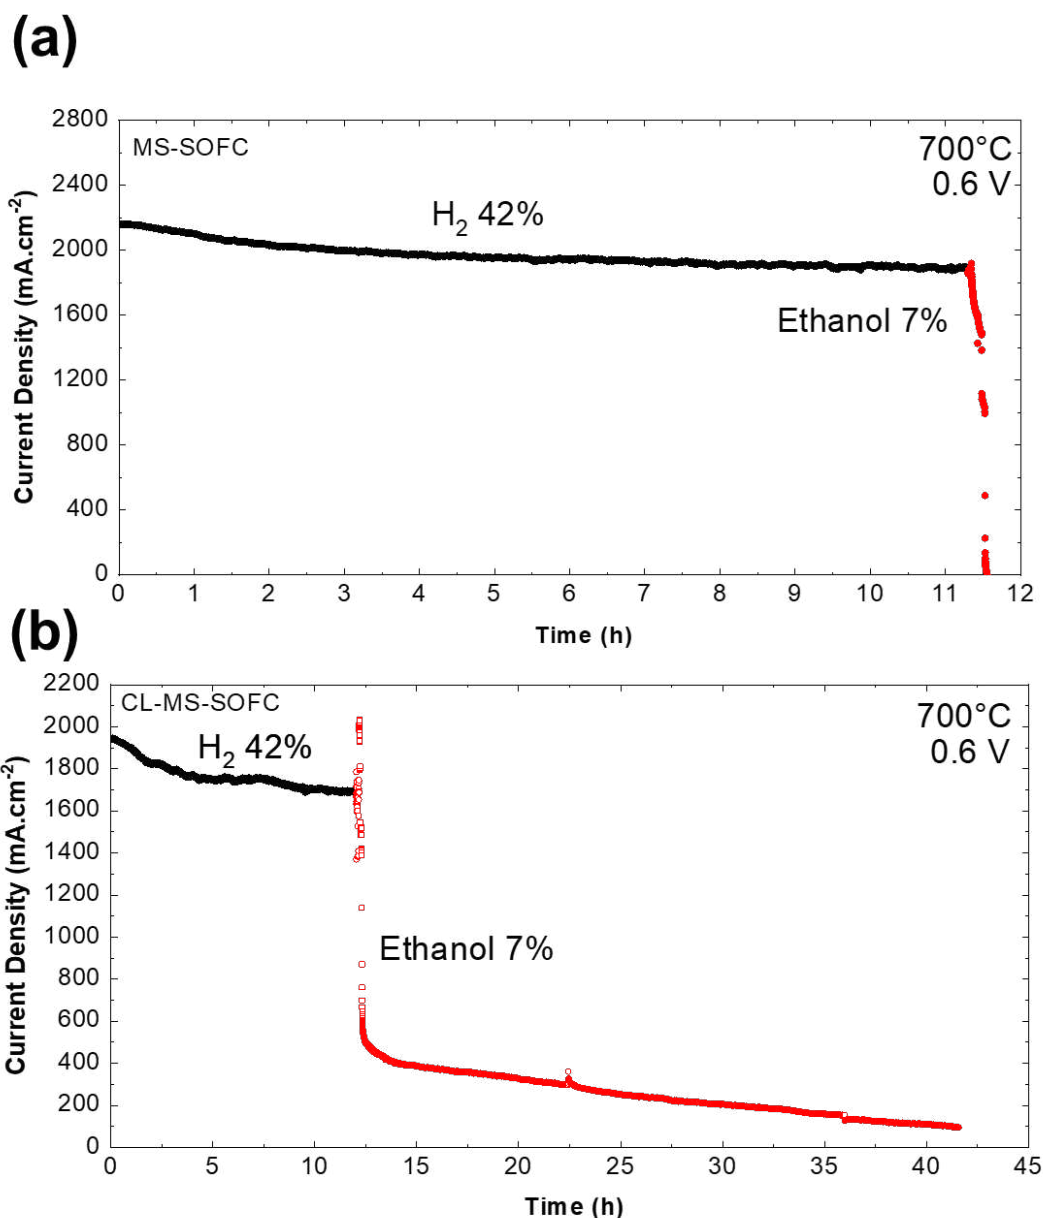 (a)
2800
2400
2000
1600
1200
800
400
0
Current Density (mA.cm-2)
MS-SOFC
700°C
0.6 V
H2 42%
Ethanol 7%
0 1 2 3 4 5 6 7 8 9 10 11 12
Time (h)
(b)
2200
2000
1800
1600
1400
1200
1000
800
600
400
200
0
Current Density (mA.cm-2)
CL-MS-SOFC
700°C
0.6 V
H2 42%
Ethanol 7%
0 5 10 15 20 25 30 35 40 45
Time (h)